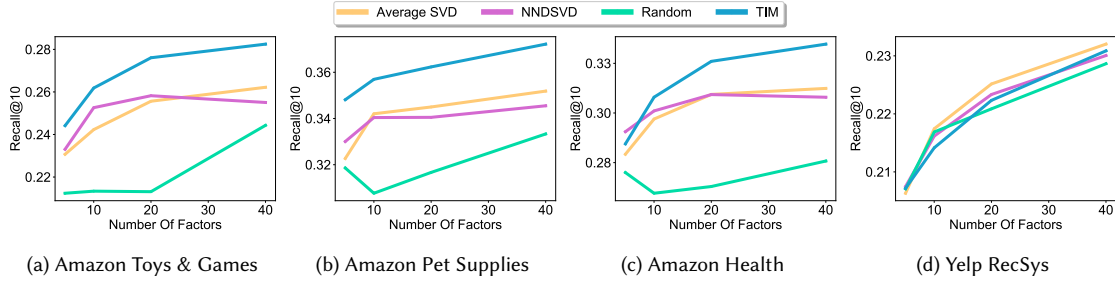 Average SVD NNDSVD Random TIM
Recall@10
0.28
0.26
0.24
0.22
10 20 30 40
Number Of Factors
(a) Amazon Toys & Games
Recall@10
0.36
0.34
0.32
10 20 30 40
Number Of Factors
(b) Amazon Pet Supplies
Recall@10
0.33
0.30
0.28
10 20 30 40
Number Of Factors
(c) Amazon Health
Recall@10
0.23
0.22
0.21
10 20 30 40
Number Of Factors
(d) Yelp RecSys